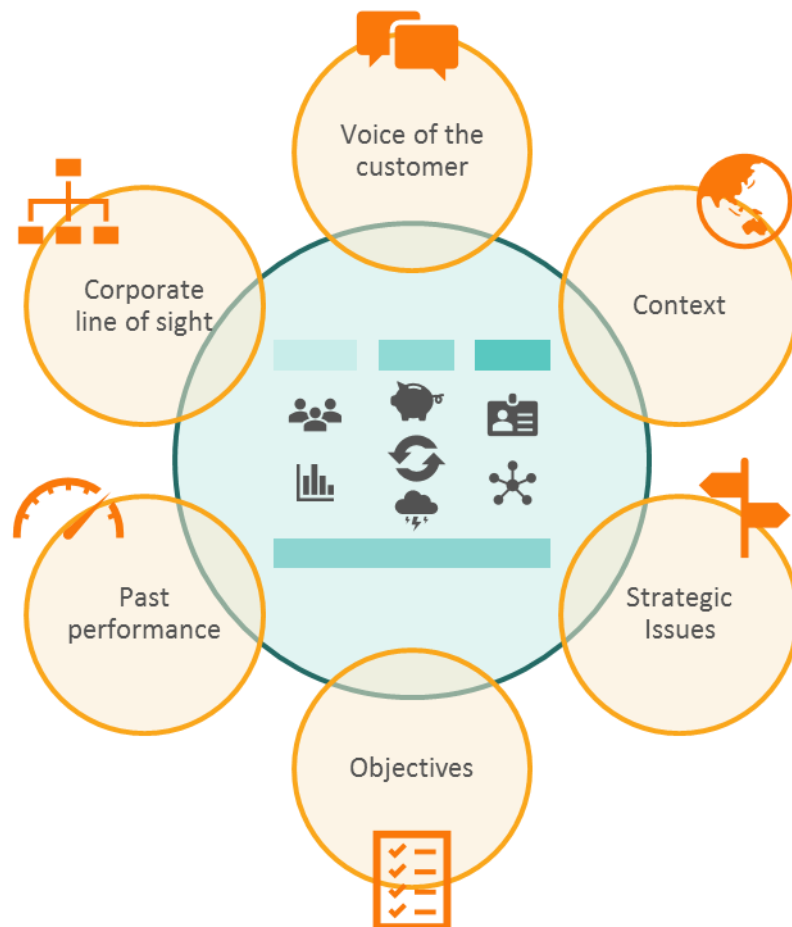 Voice of the
customer
Corporate
line of sight
Context
Past
performance
Strategic
Issues
Objectives